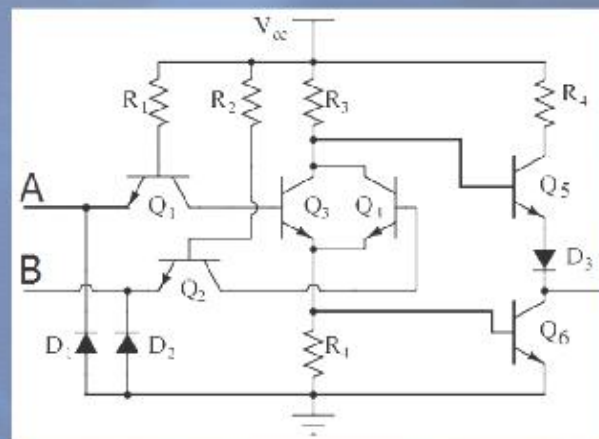 Vcc
R1 R2 R3 R4
A Q1 Q3 Q4 Q5
B Q2 D3
D1 D2 R1 Q6